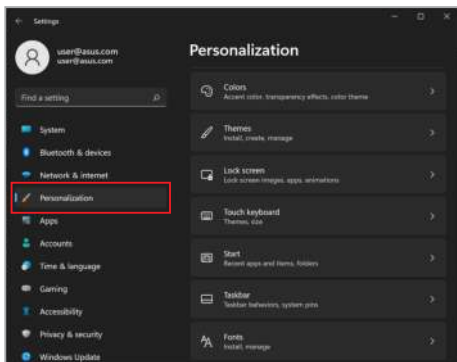 Settings
user@asus.com
user@asus.com
Find a setting
System
Bluetooth & devices
Network & internet
Personalization
Apps
Accounts
Time & language
Gaming
Accessibility
Privacy & security
Windows Update
Personalization
Colors
Accent color, transparency effects, color theme
Themes
Install, create, manage
Lock screen
Lock screen images, apps, animations
Touch keyboard
Themes, size
Start
Recent apps and items, folders
Taskbar
Taskbar behaviors, system pins
Fonts
Install, manage